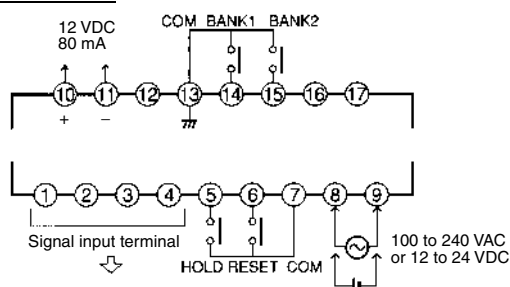 12 VDC
80 mA
COM BANK1 BANK2
10 11 12 13 14 15 16 17
+ −
1 2 3 4 5 6 7 8 9
Signal input terminal
HOLD RESET COM
100 to 240 VAC
or 12 to 24 VDC